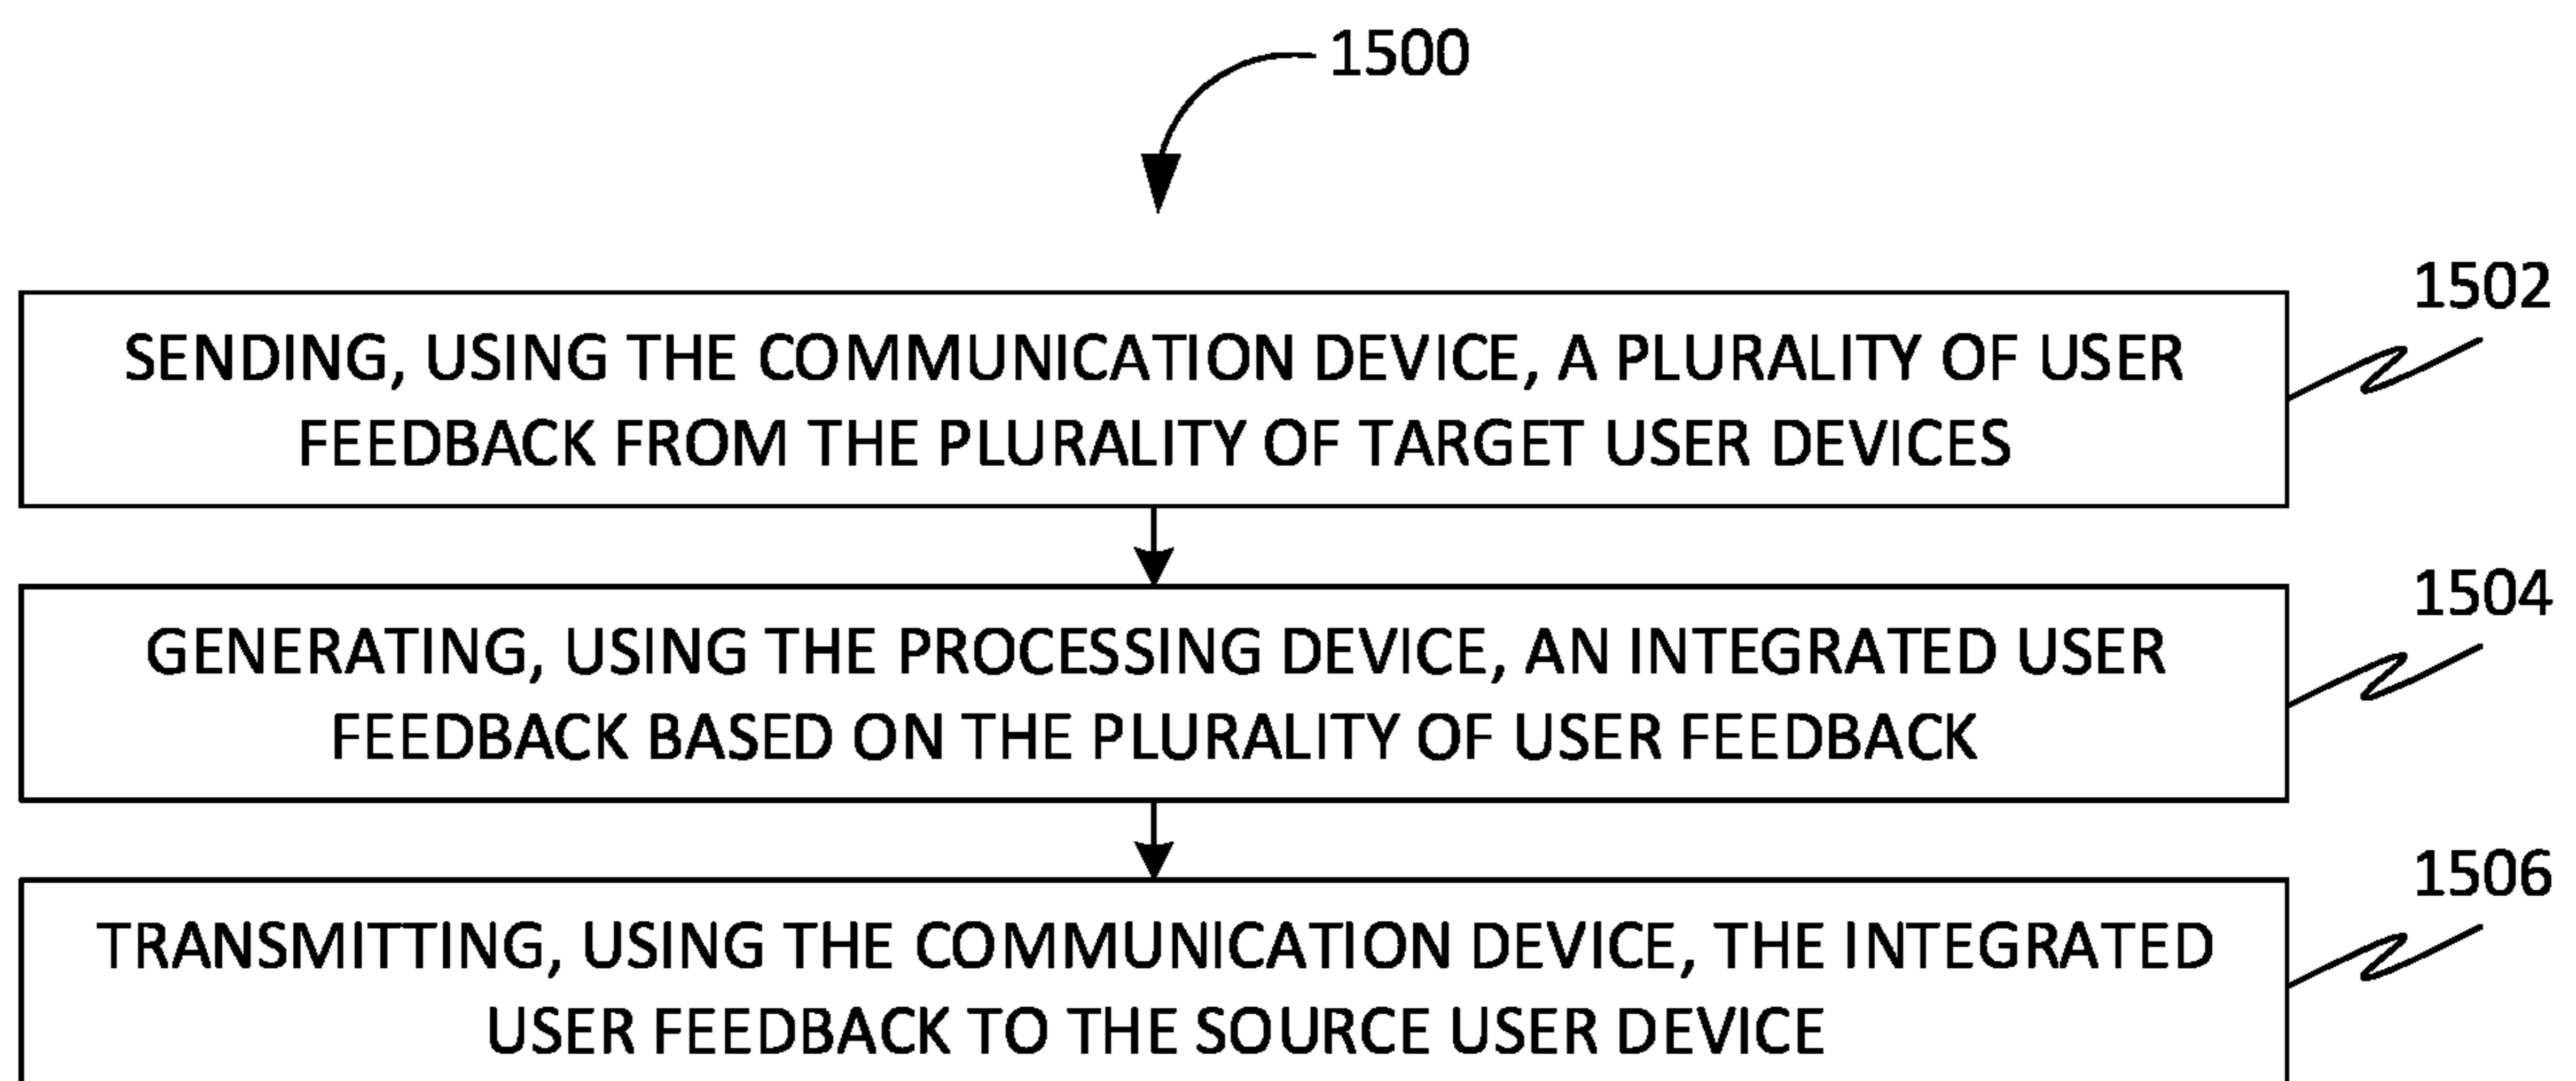 1500
1502
SENDING, USING THE COMMUNICATION DEVICE, A PLURALITY OF USER
FEEDBACK FROM THE PLURALITY OF TARGET USER DEVICES
1504
GENERATING, USING THE PROCESSING DEVICE, AN INTEGRATED USER
FEEDBACK BASED ON THE PLURALITY OF USER FEEDBACK
1506
TRANSMITTING, USING THE COMMUNICATION DEVICE, THE INTEGRATED
USER FEEDBACK TO THE SOURCE USER DEVICE